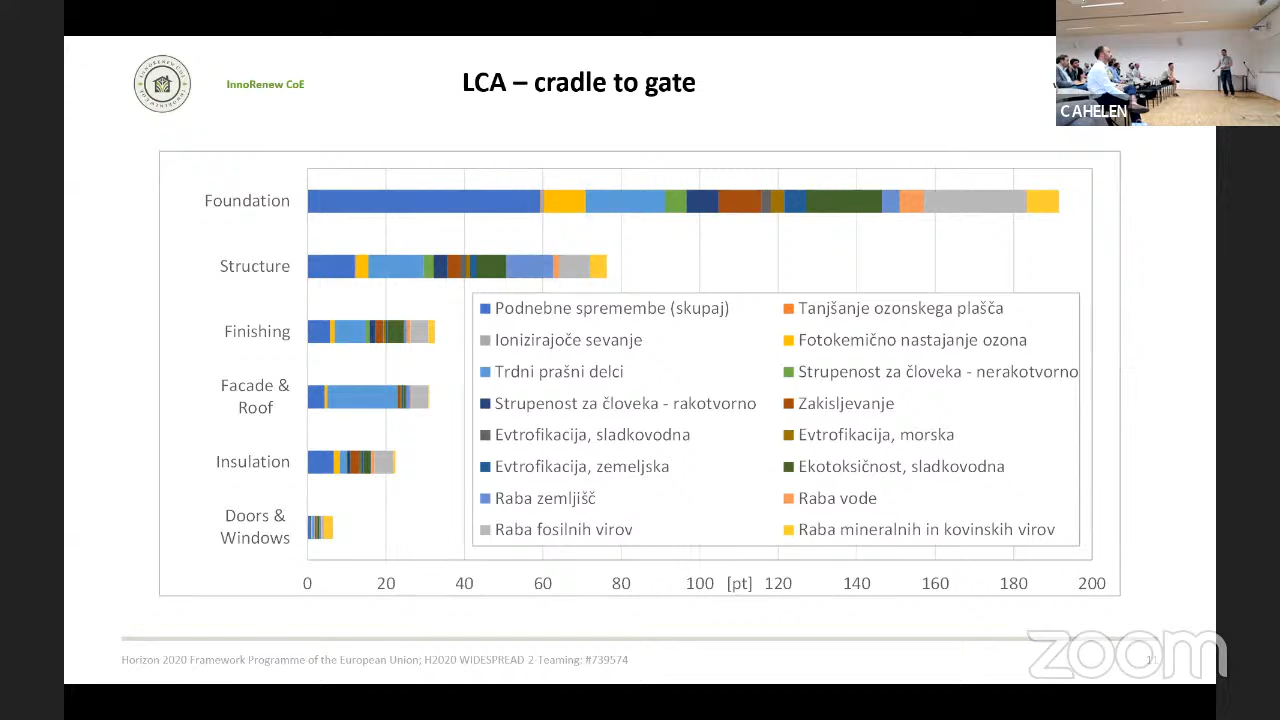 InnoRenew CoE
LCA – cradle to gate
C AHELEN
Foundation
Structure
Finishing
Facade &
Roof
Insulation
Doors &
Windows
Podnebne spremembe (skupaj)
Tanjšanje ozonskega plašča
Ionizirajoče sevanje
Fotokemično nastajanje ozona
Trdni prašni delci
Strupenost za človeka - nerakotvorno
Strupenost za človeka - rakotvorno
Zakisljevanje
Evtrofikacija, sladkovodna
Evtrofikacija, morska
Evtrofikacija, zemeljska
Ekotoksičnost, sladkovodna
Raba zemljišč
Raba vode
Raba fosilnih virov
Raba mineralnih in kovinskih virov
0 20 40 60 80 100 [pt] 120 140 160 180 200
Horizon 2020 Framework Programme of the European Union; H2020 WIDESPREAD 2-Teaming: #739574
zoom